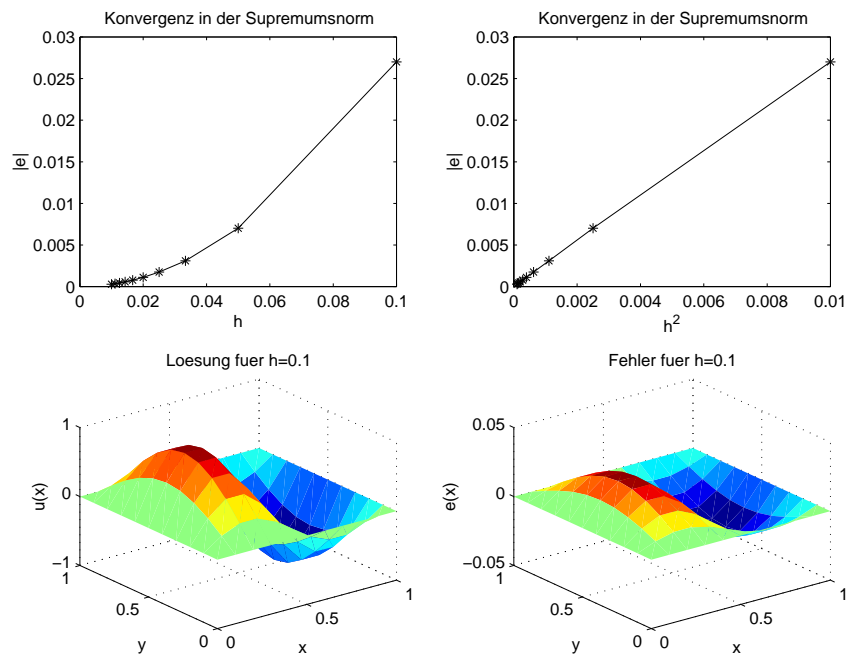 Konvergenz in der Supremumsnorm
0.03
0.025
0.02
0.015
0.01
0.005
0
|e|
0 0.02 0.04 0.06 0.08 0.1
h
Konvergenz in der Supremumsnorm
0.03
0.025
0.02
0.015
0.01
0.005
0
|e|
0 0.002 0.004 0.006 0.008 0.01
h²
Loesung fuer h=0.1
1
0
−1
u(x)
1
0.5
0
y
0
0.5
1
x
Fehler fuer h=0.1
0.05
0
−0.05
e(x)
1
0.5
0
y
0
0.5
1
x